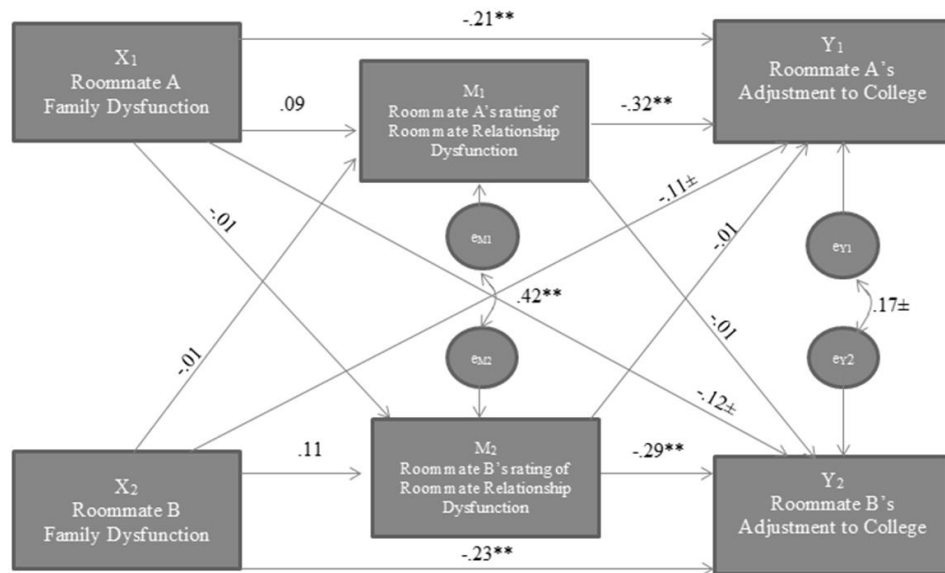 -.21**
X₁
Roommate A
Family Dysfunction
.09
M₁
Roommate A's rating of
Roommate Relationship
Dysfunction
-.32**
Y₁
Roommate A's
Adjustment to College
-.01
-.11±
-.01
eM1
eY1
.42**
.17±
eM2
eY2
-.01
-.01
-.12±
X₂
Roommate B
Family Dysfunction
.11
M₂
Roommate B's rating of
Roommate Relationship
Dysfunction
-.29**
Y₂
Roommate B's
Adjustment to College
-.23**